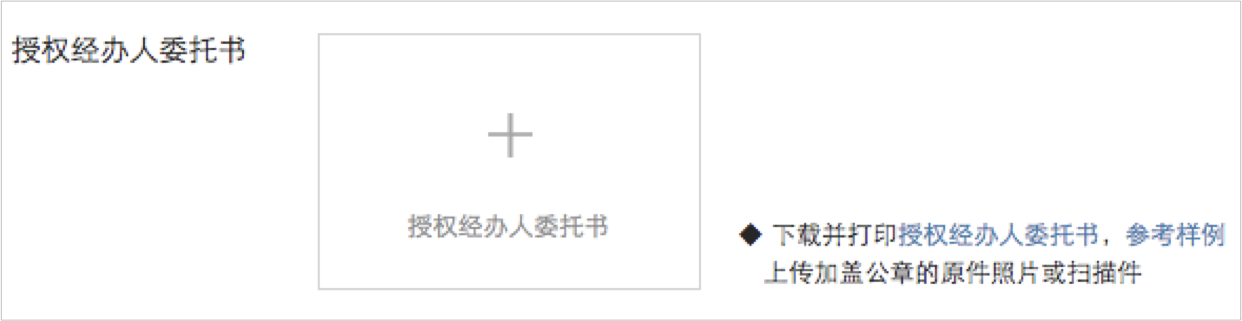 授权经办人委托书
授权经办人委托书
◆ 下载并打印授权经办人委托书，参考样例
上传加盖公章的原件照片或扫描件